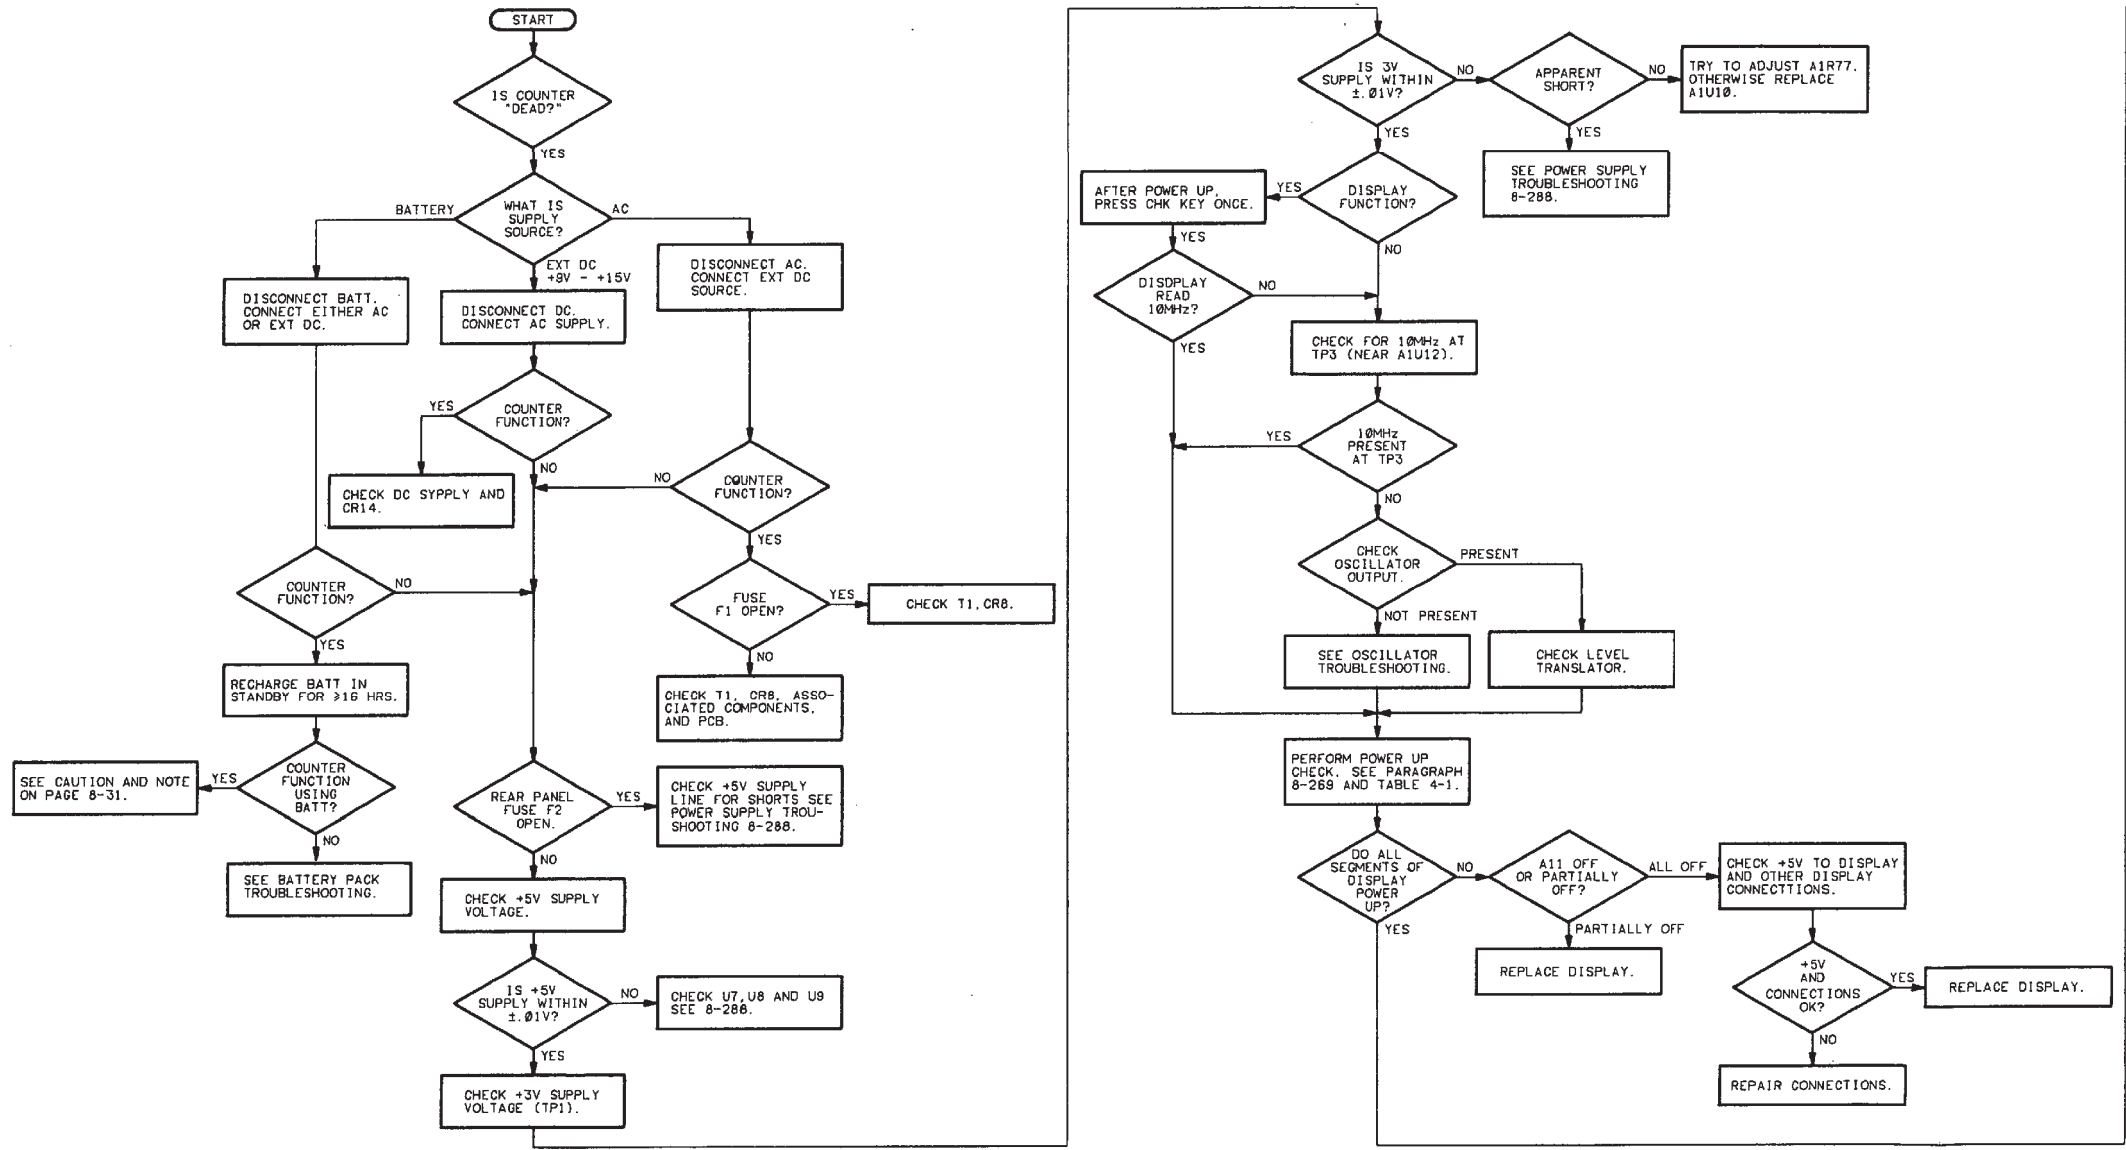 START
IS COUNTER
"DEAD?"
YES
WHAT IS
SUPPLY
SOURCE?
BATTERY
AC
EXT DC
+9V - +15V
DISCONNECT BATT.
CONNECT EITHER AC
OR EXT DC.
DISCONNECT DC.
CONNECT AC SUPPLY.
DISCONNECT AC.
CONNECT EXT DC
SOURCE.
COUNTER
FUNCTION?
YES
NO
CHECK DC SYPPLY AND
CR14.
COUNTER
FUNCTION?
NO
YES
COUNTER
FUNCTION?
NO
YES
FUSE
F1 OPEN?
YES
CHECK T1,CR8.
NO
CHECK T1, CR8, ASSO-
CIATED COMPONENTS,
AND PCB.
RECHARGE BATT IN
STANDBY FOR ≥16 HRS.
COUNTER
FUNCTION
USING
BATT?
YES
SEE CAUTION AND NOTE
ON PAGE 8-31.
NO
SEE BATTERY PACK
TROUBLESHOOTING.
REAR PANEL
FUSE F2
OPEN.
YES
CHECK +5V SUPPLY
LINE FOR SHORTS SEE
POWER SUPPLY TROU-
SHOOTING 8-288.
NO
CHECK +5V SUPPLY
VOLTAGE.
IS +5V
SUPPLY WITHIN
±.01V?
NO
CHECK U7,U8 AND U9
SEE 8-288.
YES
CHECK +3V SUPPLY
VOLTAGE (TP1).
IS 3V
SUPPLY WITHIN
±.01V?
NO
APPARENT
SHORT?
NO
TRY TO ADJUST A1R77.
OTHERWISE REPLACE
A1U10.
YES
YES
SEE POWER SUPPLY
TROUBLESHOOTING
8-288.
DISPLAY
FUNCTION?
YES
AFTER POWER UP,
PRESS CHK KEY ONCE.
YES
NO
DISDPLAY
READ
10MHz?
NO
YES
CHECK FOR 10MHz AT
TP3 (NEAR A1U12).
10MHz
PRESENT
AT TP3
YES
NO
CHECK
OSCILLATOR
OUTPUT.
PRESENT
NOT PRESENT
SEE OSCILLATOR
TROUBLESHOOTING.
CHECK LEVEL
TRANSLATOR.
PERFORM POWER UP
CHECK. SEE PARAGRAPH
8-269 AND TABLE 4-1.
DO ALL
SEGMENTS OF
DISPLAY
POWER
UP?
NO
YES
A11 OFF
OR PARTIALLY
OFF?
ALL OFF
PARTIALLY OFF
REPLACE DISPLAY.
CHECK +5V TO DISPLAY
AND OTHER DISPLAY
CONNECTTIONS.
+5V
AND
CONNECTIONS
OK?
YES
REPLACE DISPLAY.
NO
REPAIR CONNECTIONS.